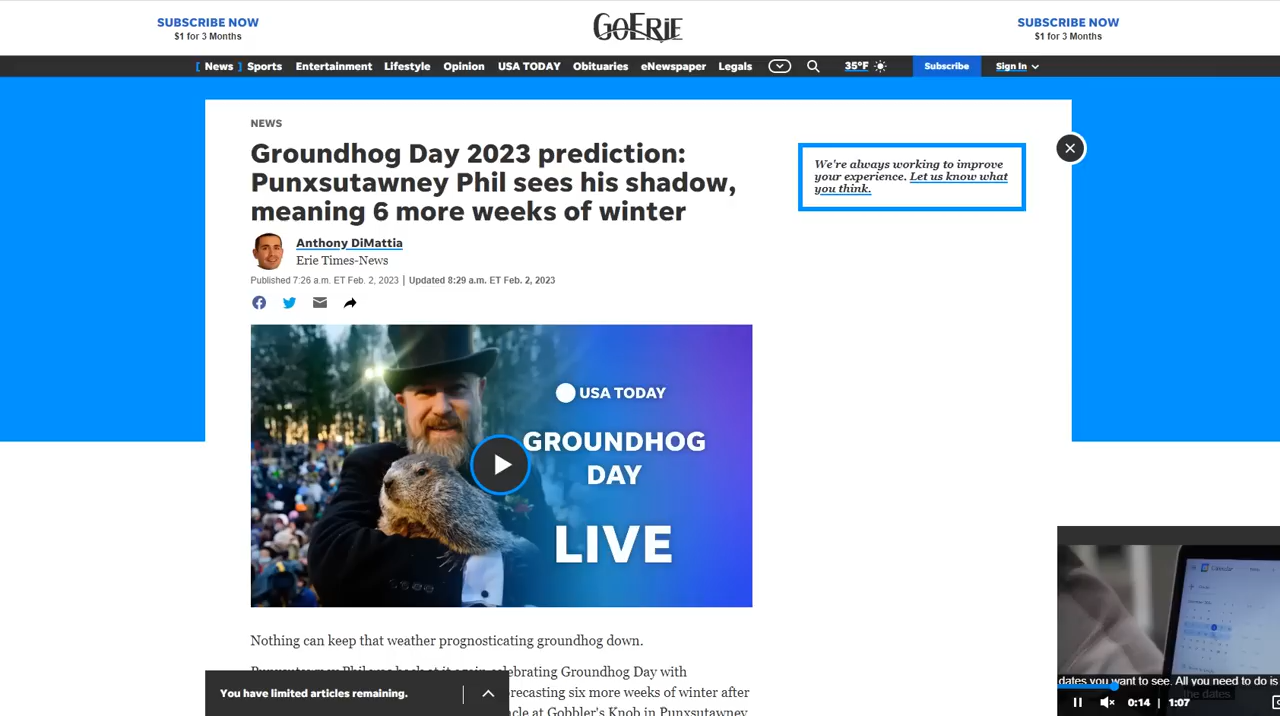 SUBSCRIBE NOW
$1 for 3 Months
GoErie
SUBSCRIBE NOW
$1 for 3 Months
[ News ] Sports Entertainment Lifestyle Opinion USA TODAY Obituaries eNewspaper Legals 35°F Subscribe Sign In
NEWS
Groundhog Day 2023 prediction:
Punxsutawney Phil sees his shadow,
meaning 6 more weeks of winter
Anthony DiMattia
Erie Times-News
Published 7:26 a.m. ET Feb. 2, 2023 | Updated 8:29 a.m. ET Feb. 2, 2023
We're always working to improve
your experience. Let us know what
you think.
USA TODAY
GROUNDHOG
DAY
LIVE
Nothing can keep that weather prognosticating groundhog down.
Groundhog Day with
six more weeks of winter after
at Gobbler's Knob in Punxsutawney
You have limited articles remaining.
Calendar
dates you want to see. All you need to do is
the dates
0:14 | 1:07